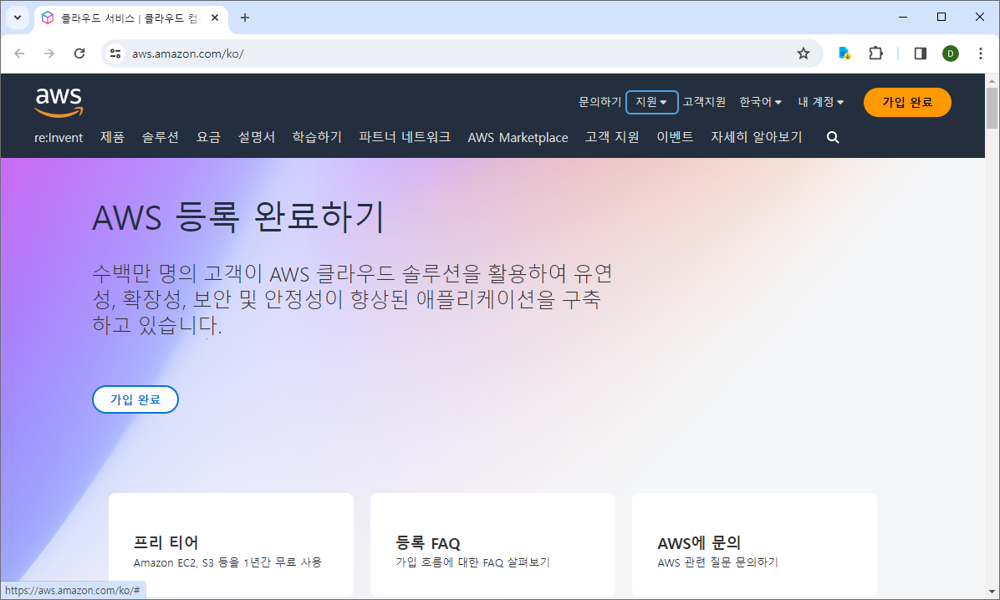 클라우드 서비스 | 클라우드 컴
aws.amazon.com/ko/
D
aws
문의하기 지원 고객지원 한국어 내 계정 가입 완료
re:Invent 제품 솔루션 요금 설명서 학습하기 파트너 네트워크 AWS Marketplace 고객 지원 이벤트 자세히 알아보기
AWS 등록 완료하기
수백만 명의 고객이 AWS 클라우드 솔루션을 활용하여 유연
성, 확장성, 보안 및 안정성이 향상된 애플리케이션을 구축
하고 있습니다.
가입 완료
프리 티어
Amazon EC2, S3 등을 1년간 무료 사용
등록 FAQ
가입 흐름에 대한 FAQ 살펴보기
AWS에 문의
AWS 관련 질문 문의하기
https://aws.amazon.com/ko/#